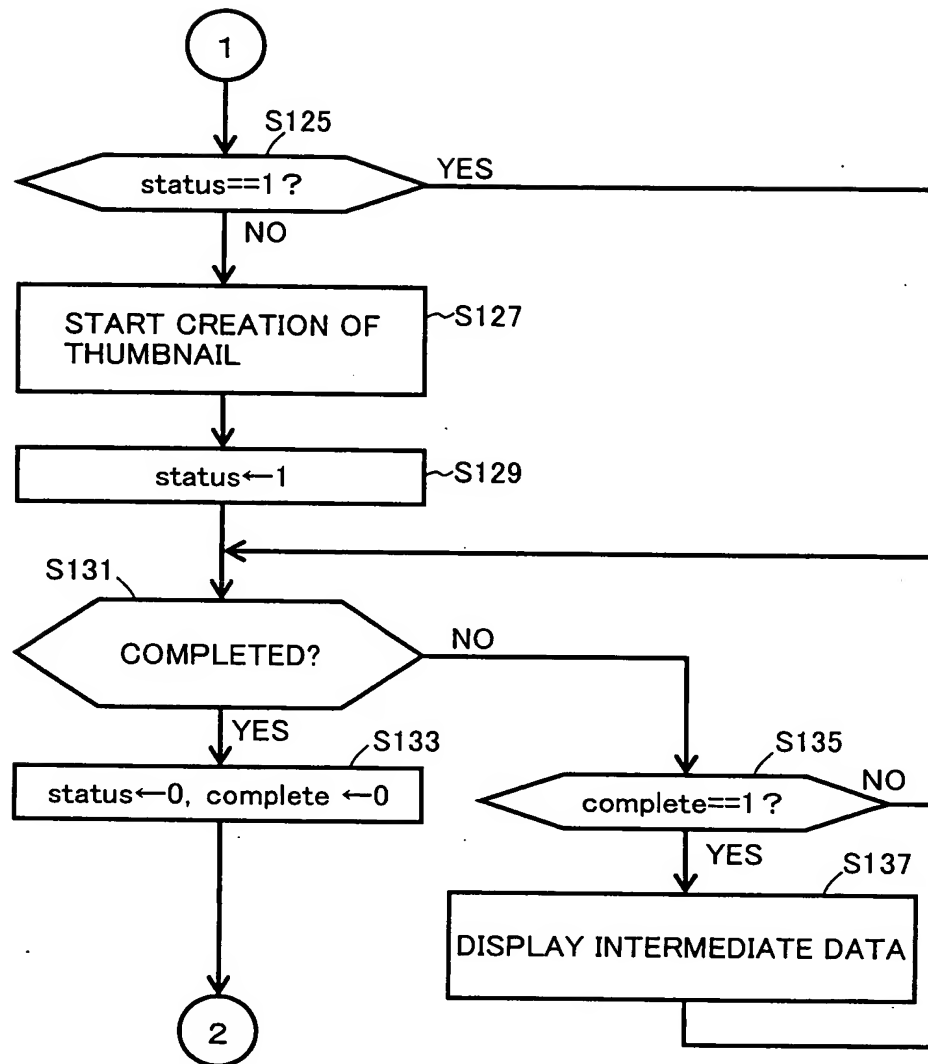 1
S125
status==1?
YES
NO
START CREATION OF
THUMBNAIL
S127
status←1
S129
S131
COMPLETED?
NO
YES
S133
status←0, complete ←0
S135
complete==1?
NO
YES
S137
DISPLAY INTERMEDIATE DATA
2